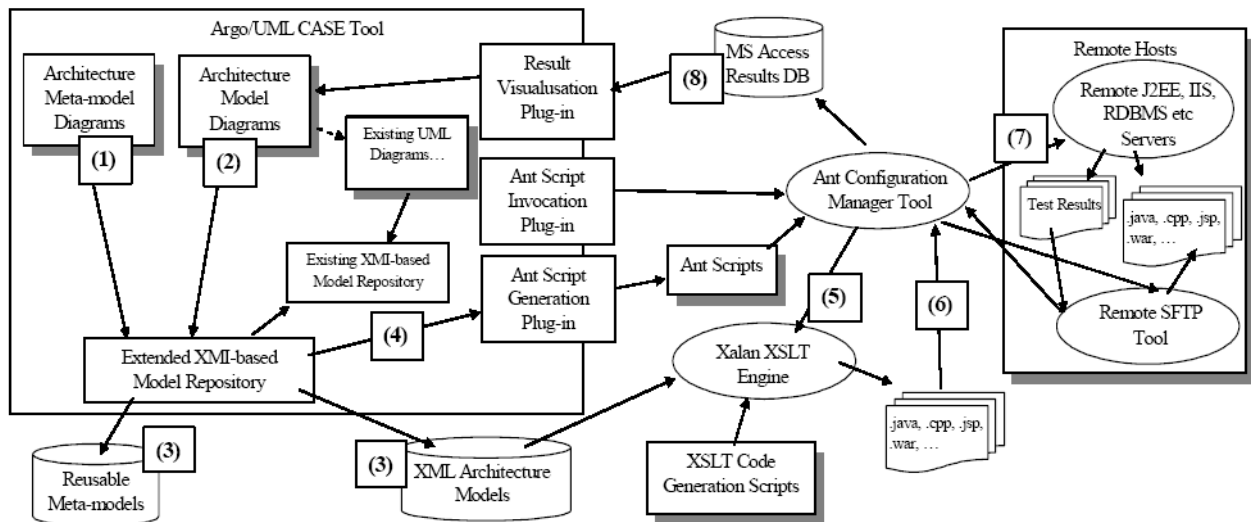 Argo/UML CASE Tool
Architecture
Meta-model
Diagrams
(1)
Architecture
Model
Diagrams
(2)
Existing UML
Diagrams…
Existing XMI-based
Model Repository
Extended XMI-based
Model Repository
Result
Visualisation
Plug-in
Ant Script
Invocation
Plug-in
Ant Script
Generation
Plug-in
(4)
(3)
Reusable
Meta-models
(3)
XML Architecture
Models
(8)
MS Access
Results DB
Ant Configuration
Manager Tool
Ant Scripts
(5)
(6)
Xalan XSLT
Engine
XSLT Code
Generation Scripts
.java, .cpp, .jsp,
.war, …
(7)
Remote Hosts
Remote J2EE, IIS,
RDBMS etc
Servers
Test Results
.java, .cpp, .jsp,
.war, …
Remote SFTP
Tool